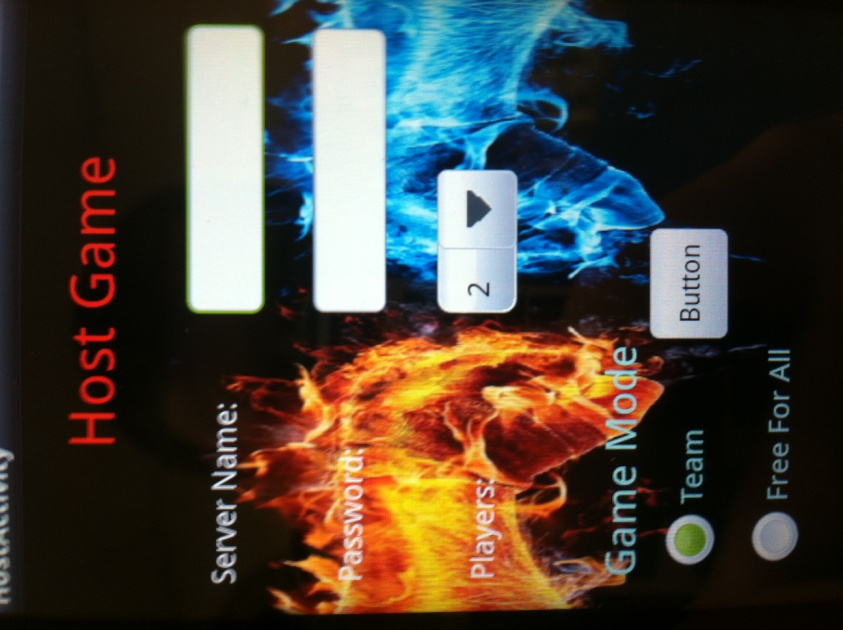 HostActivity
Host Game
Server Name:
Password:
Players: 2
Game Mode
Team
Button
Free For All